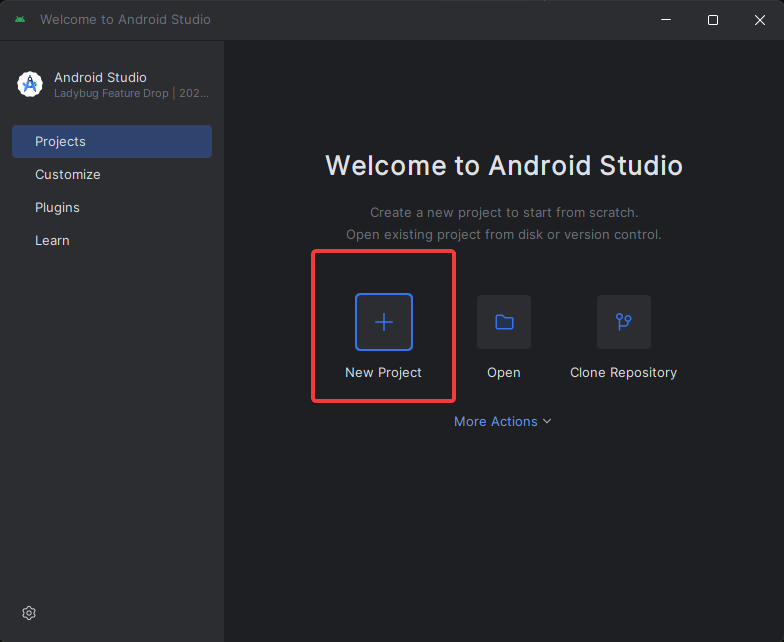 Welcome to Android Studio
Android Studio
Ladybug Feature Drop | 202...
Projects
Customize
Plugins
Learn
Welcome to Android Studio
Create a new project to start from scratch.
Open existing project from disk or version control.
New Project
Open
Clone Repository
More Actions